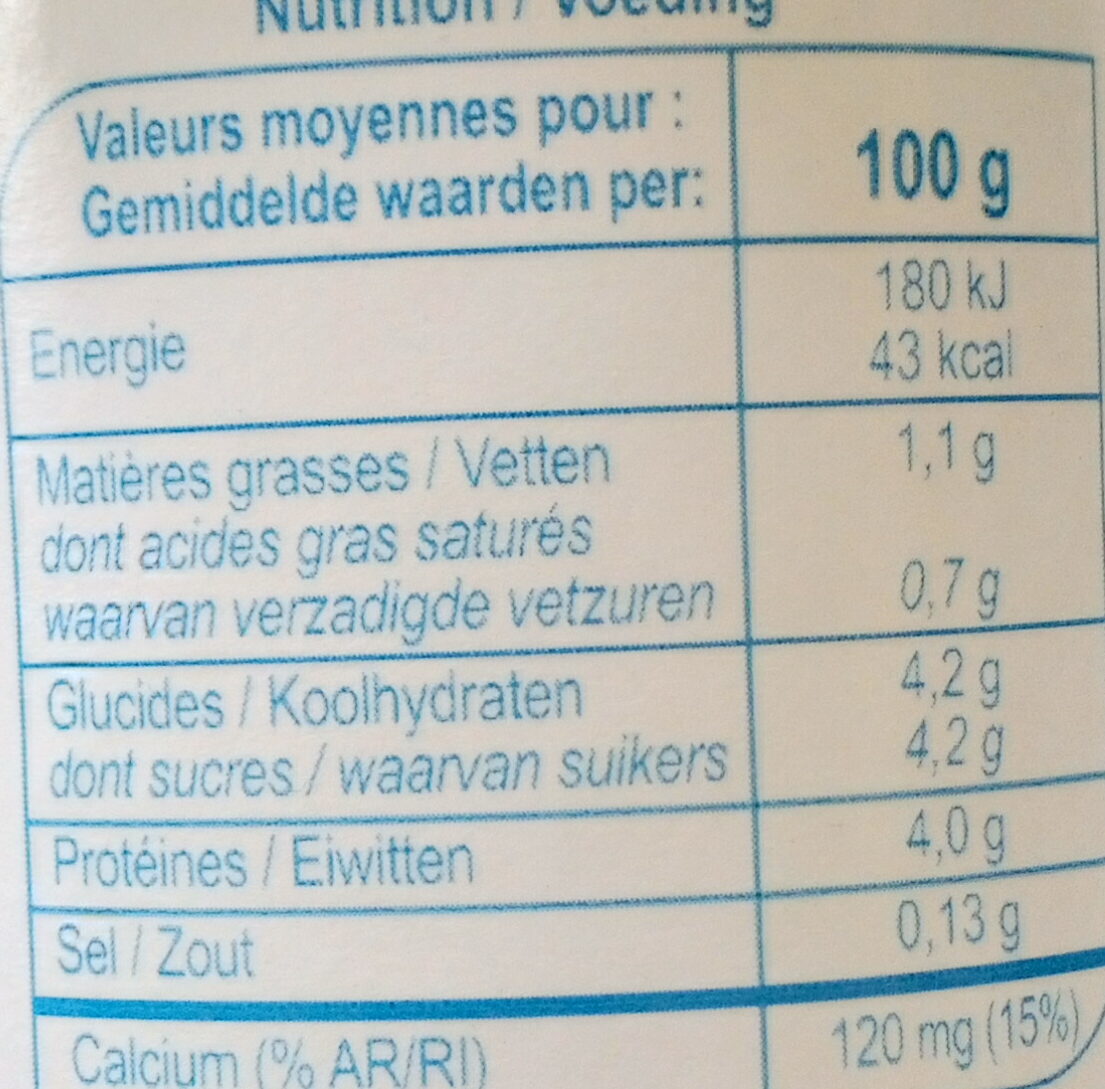 Nutrition / Voeding
Valeurs moyennes pour :
Gemiddelde waarden per:
100 g
Energie
180 kJ
43 kcal
Matières grasses / Vetten
1,1 g
dont acides gras saturés
waarvan verzadigde vetzuren
0,7 g
Glucides / Koolhydraten
4,2 g
dont sucres / waarvan suikers
4,2 g
Protéines / Eiwitten
4,0 g
Sel / Zout
0,13 g
Calcium (% AR/RI)
120 mg (15%)